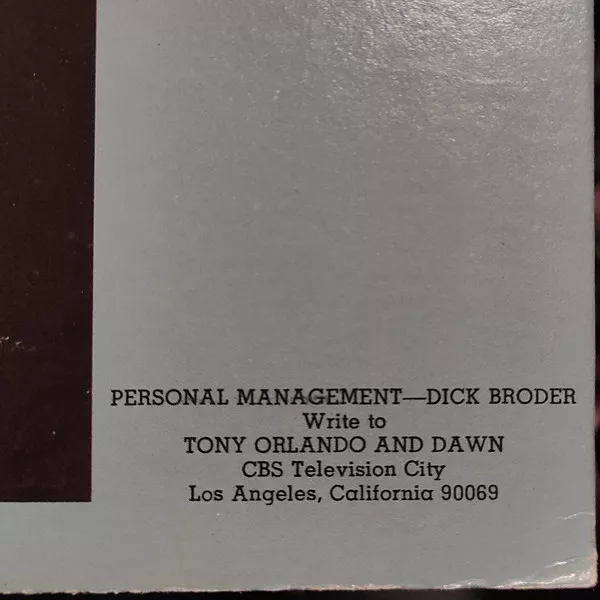 PERSONAL MANAGEMENT—DICK BRODER
Write to
TONY ORLANDO AND DAWN
CBS Television City
Los Angeles, California 90069